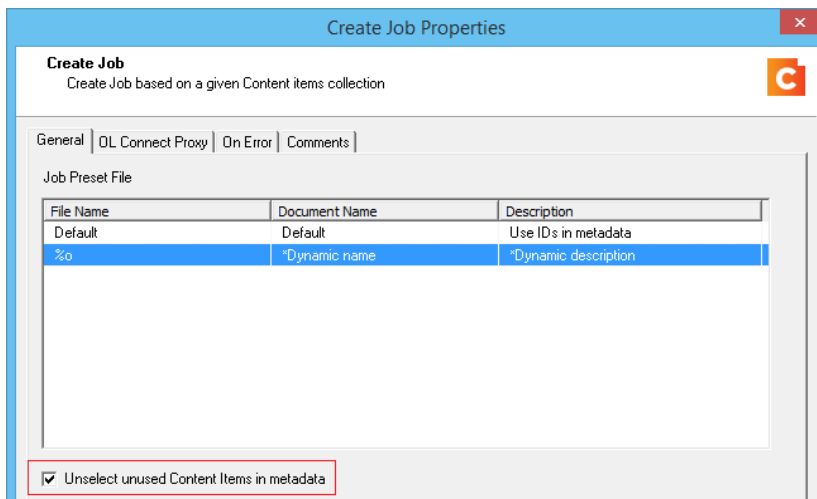 Create Job Properties
×
Create Job
Create Job based on a given Content items collection
C
General OL Connect Proxy On Error Comments
Job Preset File
File Name Document Name Description
Default Default Use IDs in metadata
%o *Dynamic name *Dynamic description
Unselect unused Content Items in metadata